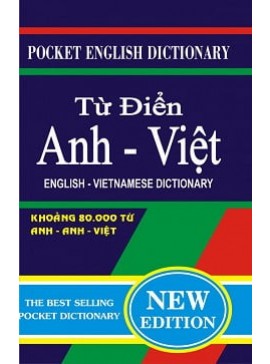 POCKET ENGLISH DICTIONARY
Từ Điển
Anh - Việt
ENGLISH - VIETNAMESE DICTIONARY
KHOẢNG 80.000 TỪ
ANH - ANH - VIỆT
THE BEST SELLING
POCKET DICTIONARY
NEW
EDITION